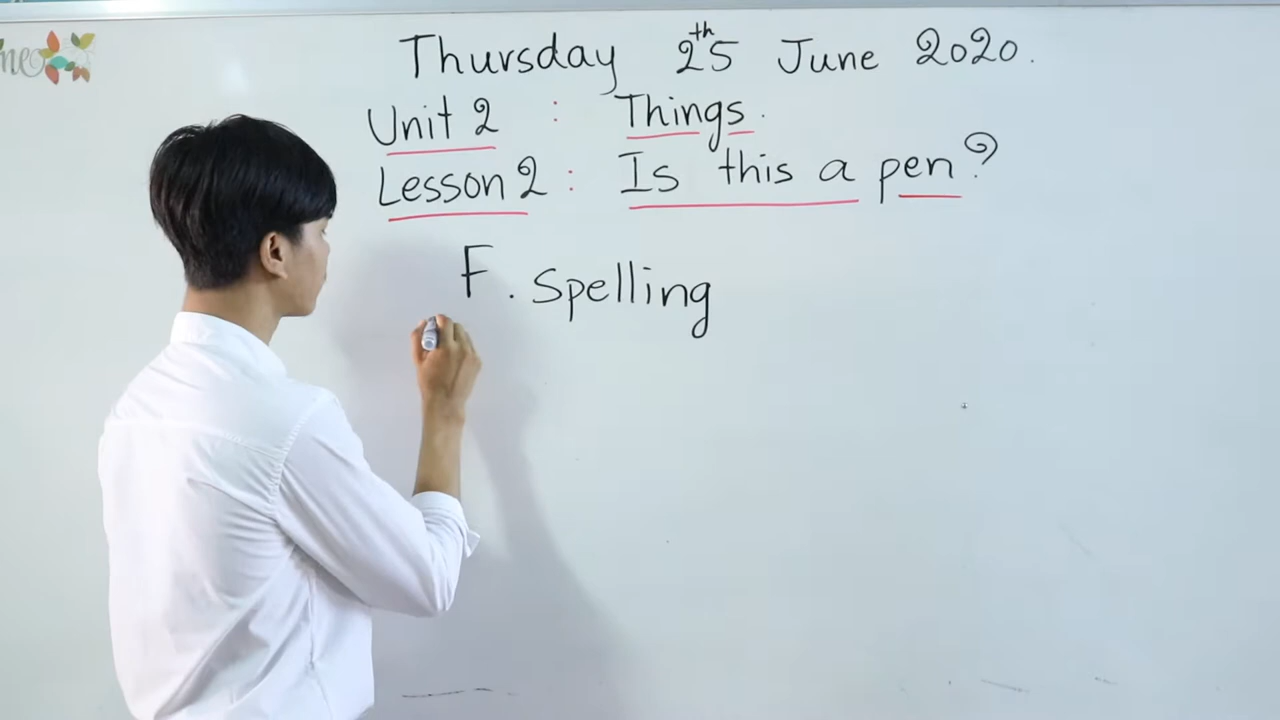 Thursday 25th June 2020.
Unit 2 : Things.
Lesson 2 : Is this a pen?
F. Spelling